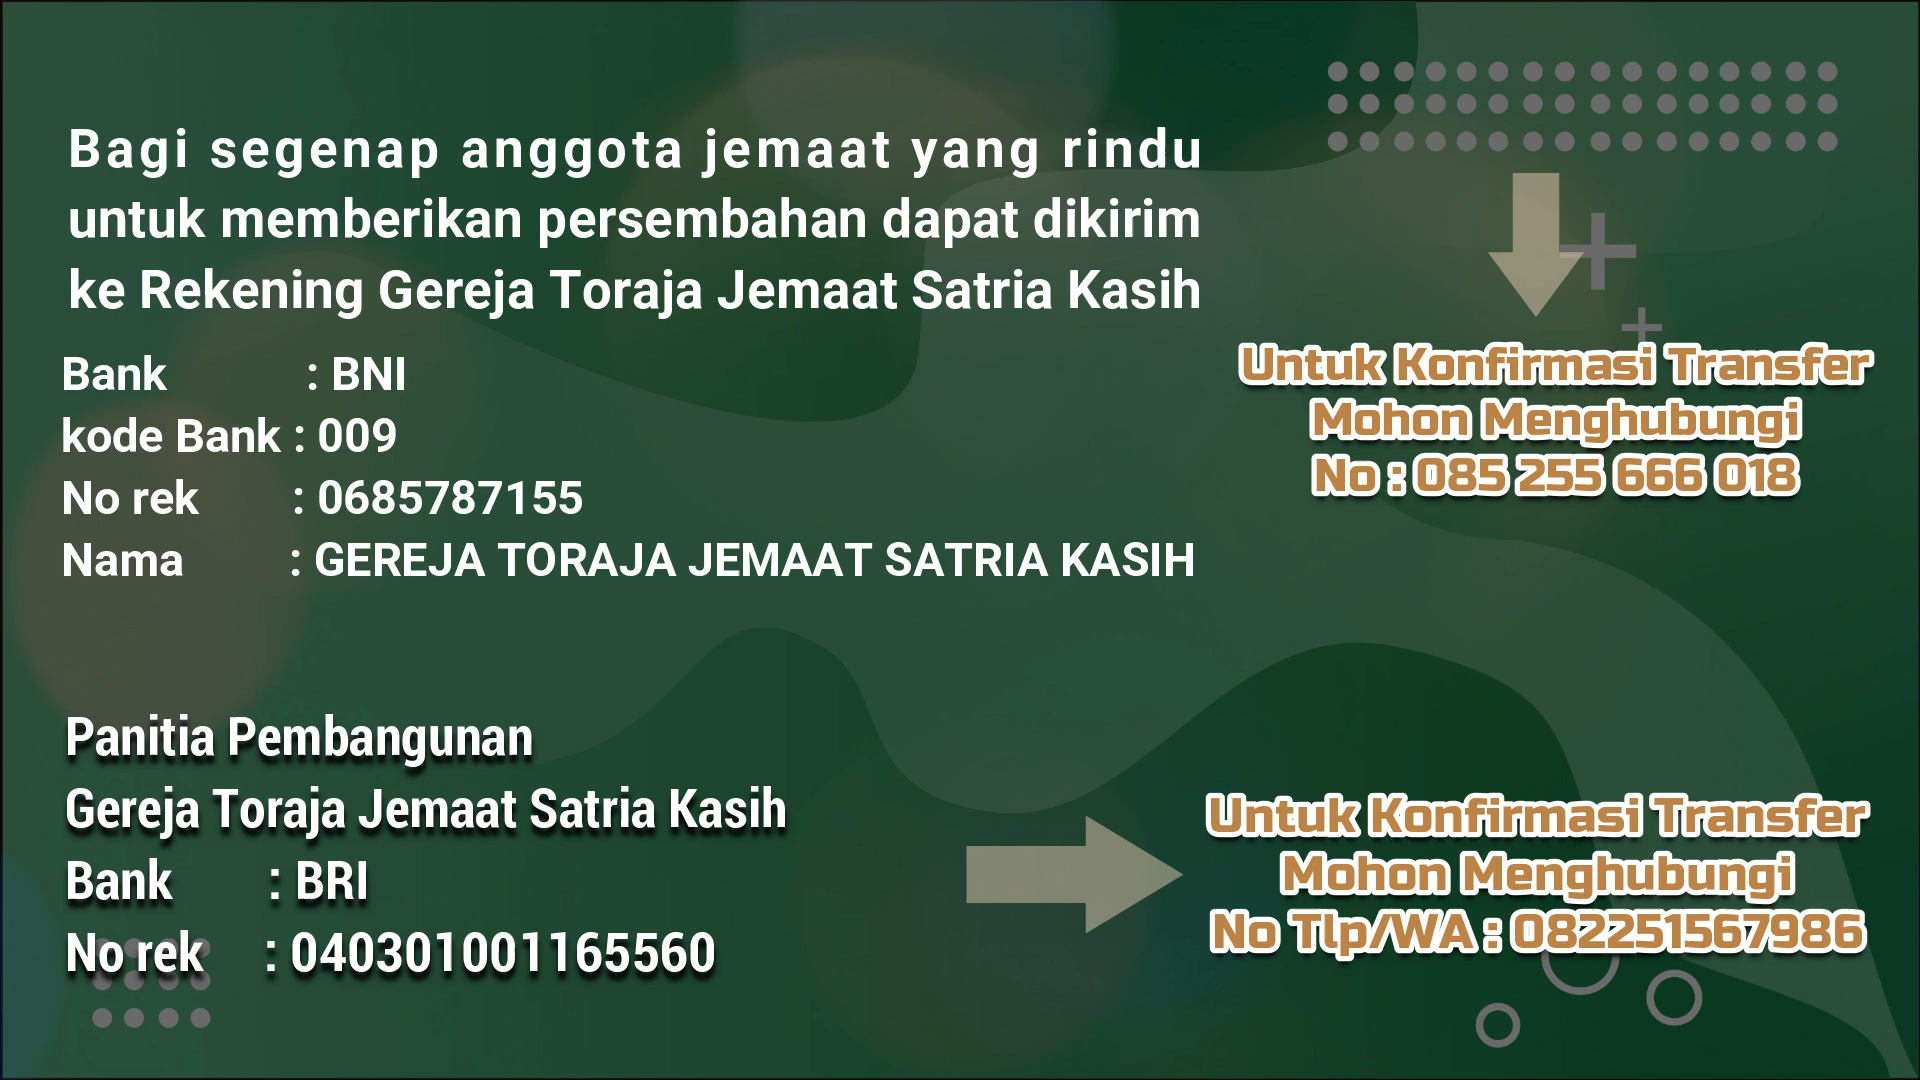 Bagi segenap anggota jemaat yang rindu
untuk memberikan persembahan dapat dikirim
ke Rekening Gereja Toraja Jemaat Satria Kasih
Bank : BNI
kode Bank : 009
No rek : 0685787155
Nama : GEREJA TORAJA JEMAAT SATRIA KASIH
Untuk Konfirmasi Transfer
Mohon Menghubungi
No : 085 255 666 018
Panitia Pembangunan
Gereja Toraja Jemaat Satria Kasih
Bank : BRI
No rek : 040301001165560
Untuk Konfirmasi Transfer
Mohon Menghubungi
No Tlp/WA : 082251567986